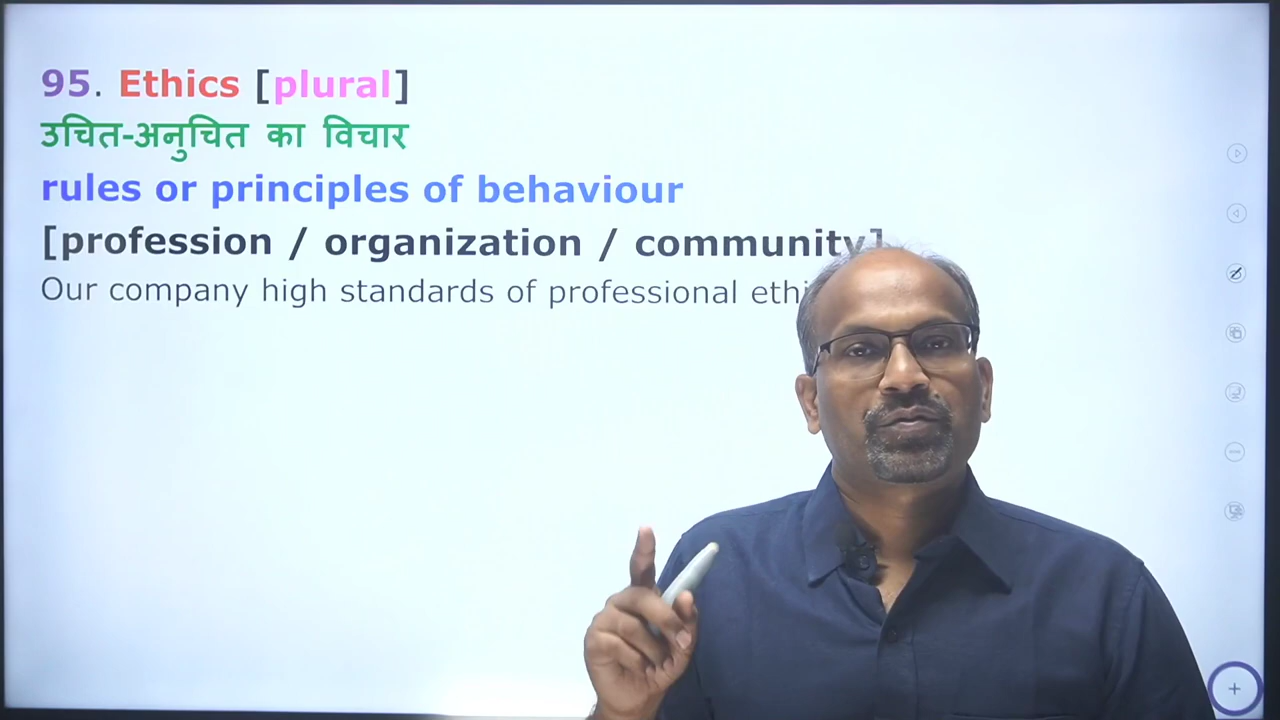 95. Ethics [plural]
उचित-अनुचित का विचार
rules or principles of behaviour
[profession / organization / community]
Our company high standards of professional